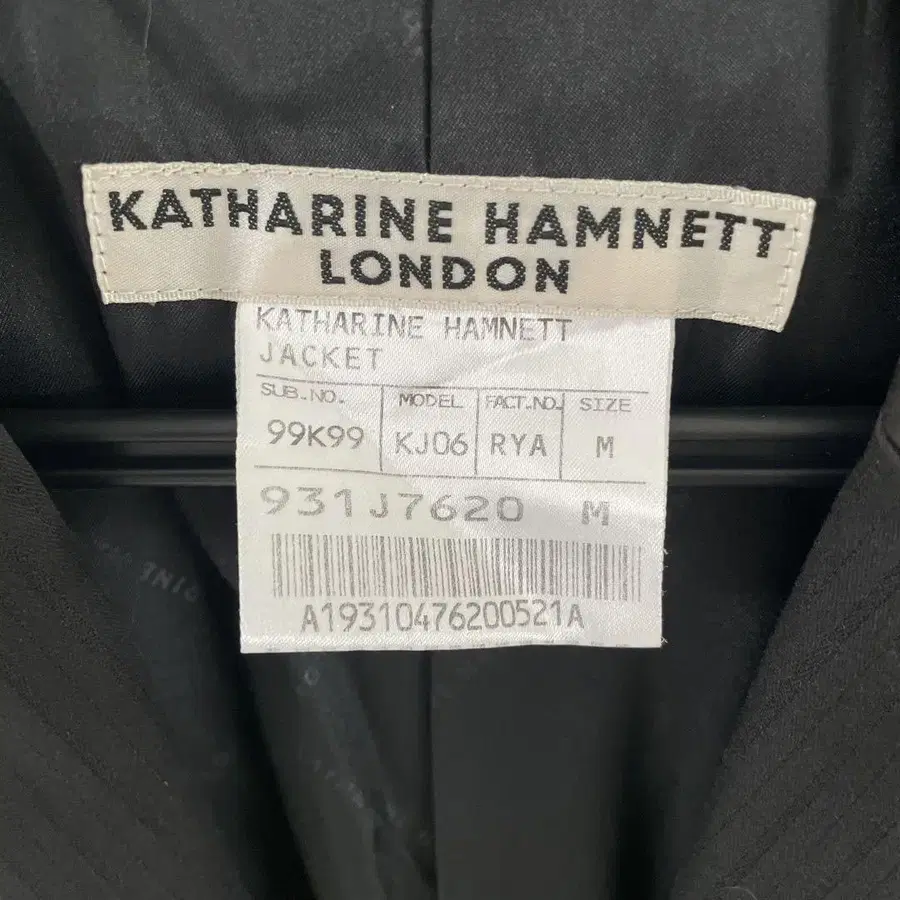 KATHARINE HAMNETT
LONDON
KATHARINE HAMNETT
JACKET
SUB.NO. MODEL FACT.NO. SIZE
99K99 KJ06 RYA M
931J7620 M
A19310476200521A